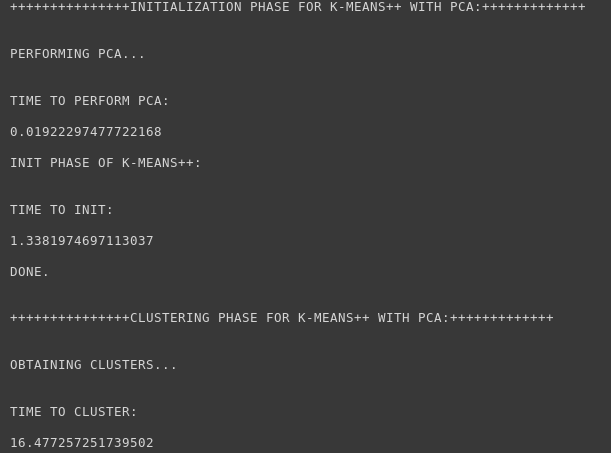 +++++++++++++++INITIALIZATION PHASE FOR K-MEANS++ WITH PCA:+++++++++++++
PERFORMING PCA...
TIME TO PERFORM PCA:
0.01922297477722168
INIT PHASE OF K-MEANS++:
TIME TO INIT:
1.3381974697113037
DONE.
+++++++++++++++CLUSTERING PHASE FOR K-MEANS++ WITH PCA:+++++++++++++
OBTAINING CLUSTERS...
TIME TO CLUSTER:
16.477257251739502